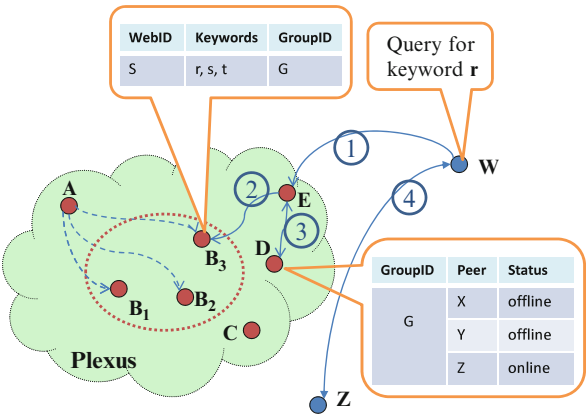 WebID Keywords GroupID
S r, s, t G
Query for
keyword r
1
W
4
2
A
E
3
B3
D
B1
B2
C
Plexus
GroupID Peer Status
G
X offline
Y offline
Z online
Z